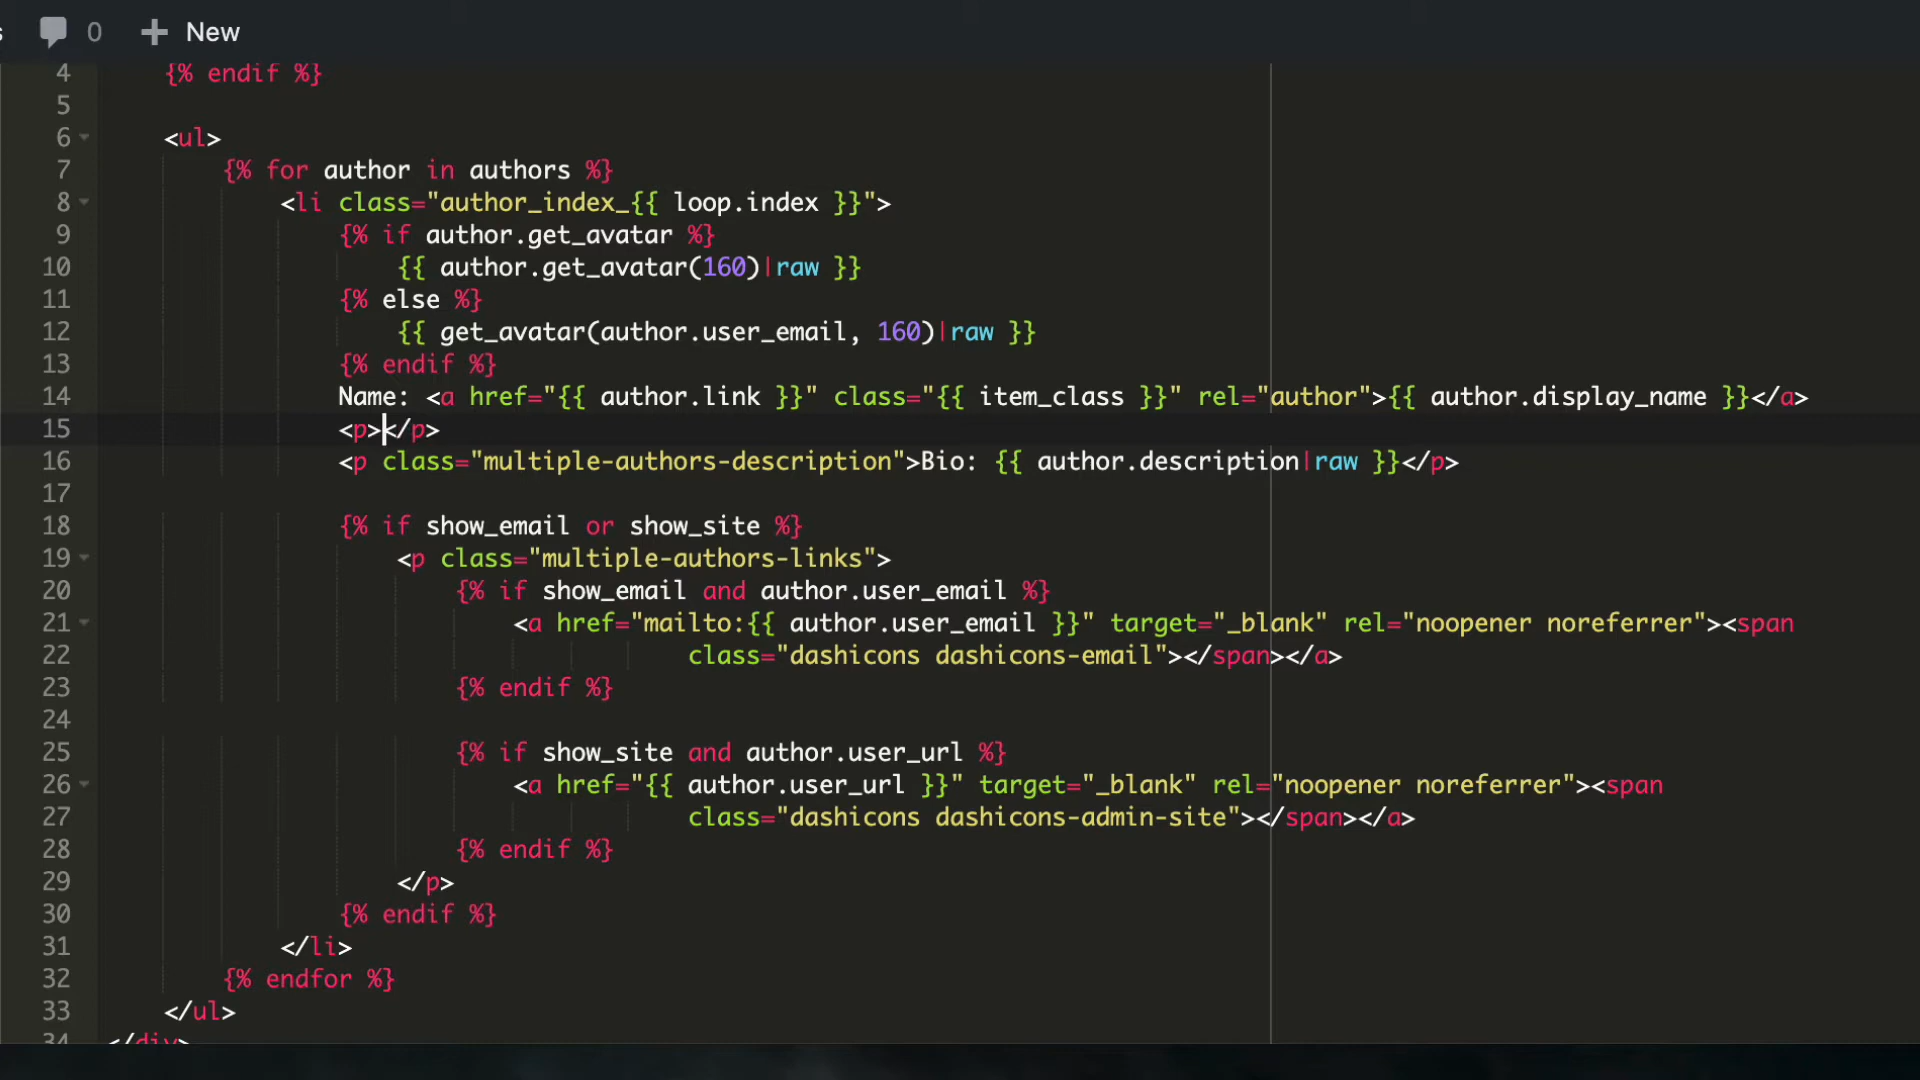 0 New
4 {% endif %}
5
6 <ul>
7 {% for author in authors %}
8 <li class="author_index_{{ loop.index }}">
9 {% if author.get_avatar %}
10 {{ author.get_avatar(160)|raw }}
11 {% else %}
12 {{ get_avatar(author.user_email, 160)|raw }}
13 {% endif %}
14 Name: <a href="{{ author.link }}" class="{{ item_class }}" rel="author">{{ author.display_name }}</a>
15 <p></p>
16 <p class="multiple-authors-description">Bio: {{ author.description|raw }}</p>
17
18 {% if show_email or show_site %}
19 <p class="multiple-authors-links">
20 {% if show_email and author.user_email %}
21 <a href="mailto:{{ author.user_email }}" target="_blank" rel="noopener noreferrer"><span
22 class="dashicons dashicons-email"></span></a>
23 {% endif %}
24
25 {% if show_site and author.user_url %}
26 <a href="{{ author.user_url }}" target="_blank" rel="noopener noreferrer"><span
27 class="dashicons dashicons-admin-site"></span></a>
28 {% endif %}
29 </p>
30 {% endif %}
31 </li>
32 {% endfor %}
33 </ul>
34 </div>